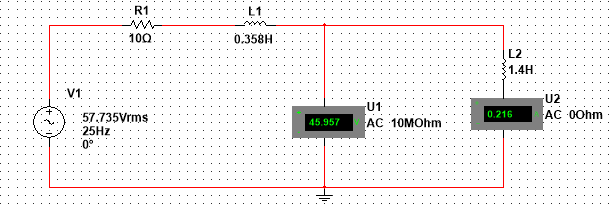 R1
10Ω
L1
0.358H
L2
1.4H
V1
57.735Vrms
25Hz
0°
U1
45.957
AC 10MOhm
U2
0.216
AC 0Ohm